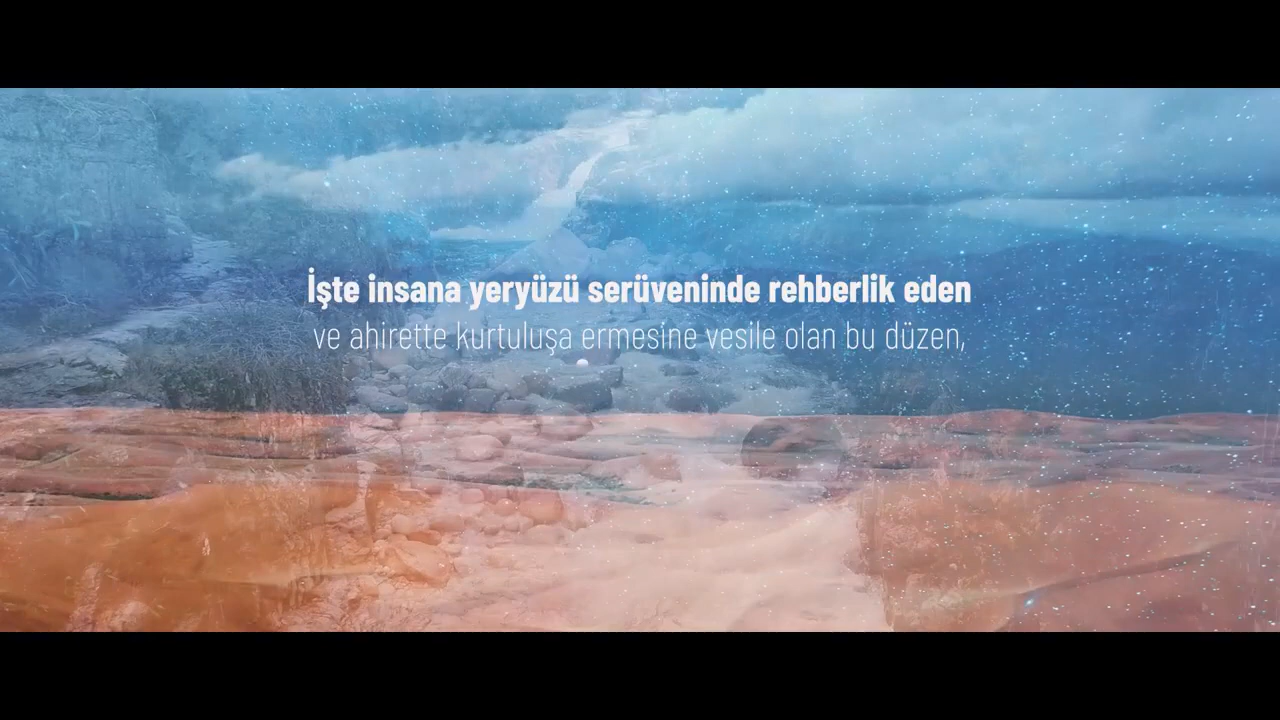 İşte insana yeryüzü serüveninde rehberlik eden
ve ahirette kurtuluşa ermesine vesile olan bu düzen,